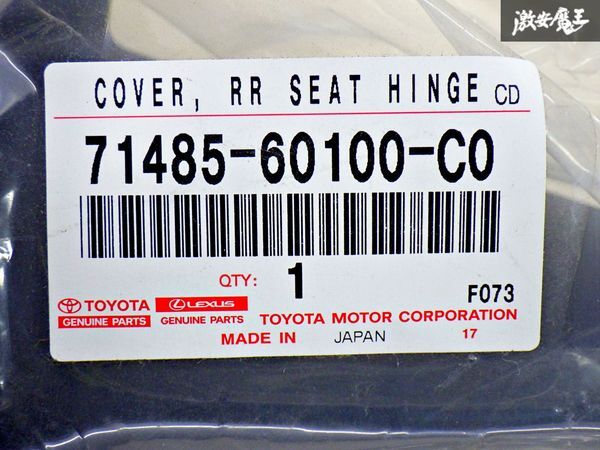 激安魔王
COVER, RR SEAT HINGE CD
71485-60100-C0
QTY: 1
F073
TOYOTA LEXUS
GENUINE PARTS GENUINE PARTS TOYOTA MOTOR CORPORATION
MADE IN JAPAN 17